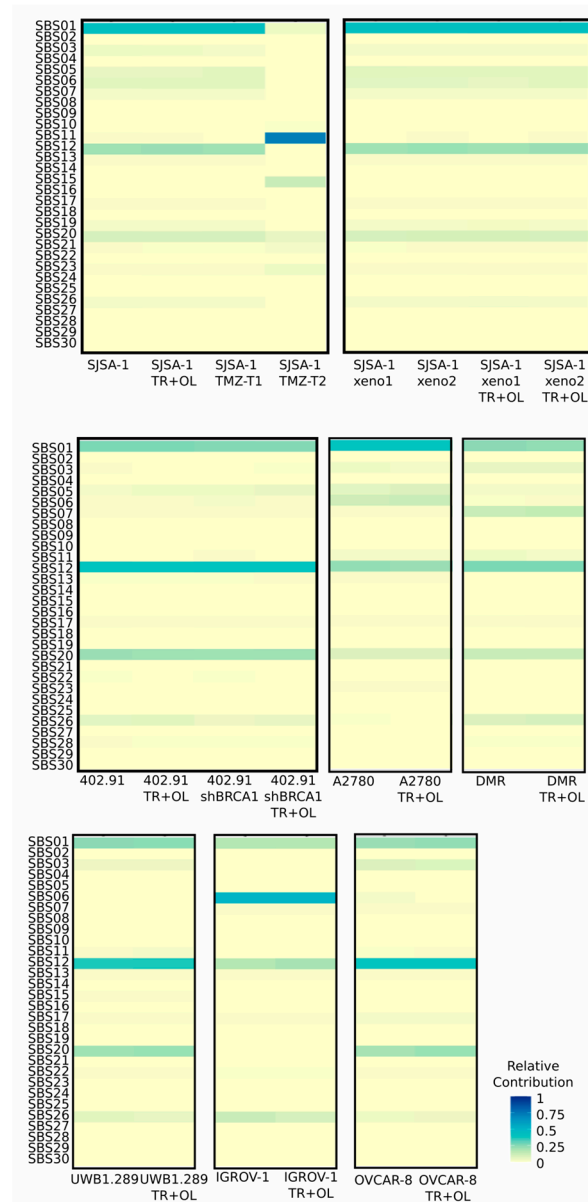 SBS01
SBS02
SBS03
SBS04
SBS05
SBS06
SBS07
SBS08
SBS09
SBS10
SBS11
SBS12
SBS13
SBS14
SBS15
SBS16
SBS17
SBS18
SBS19
SBS20
SBS21
SBS22
SBS23
SBS24
SBS25
SBS26
SBS27
SBS28
SBS29
SBS30
SJSA-1 SJSA-1 SJSA-1 SJSA-1 SJSA-1 SJSA-1 SJSA-1 SJSA-1
TR+OL TMZ-T1 TMZ-T2 xeno1 xeno2 xeno1 xeno2
TR+OL TR+OL
SBS01
SBS02
SBS03
SBS04
SBS05
SBS06
SBS07
SBS08
SBS09
SBS10
SBS11
SBS12
SBS13
SBS14
SBS15
SBS16
SBS17
SBS18
SBS19
SBS20
SBS21
SBS22
SBS23
SBS24
SBS25
SBS26
SBS27
SBS28
SBS29
SBS30
402.91 402.91 402.91 402.91 A2780 A2780 DMR DMR
TR+OL shBRCA1 shBRCA1 TR+OL TR+OL
TR+OL
SBS01
SBS02
SBS03
SBS04
SBS05
SBS06
SBS07
SBS08
SBS09
SBS10
SBS11
SBS12
SBS13
SBS14
SBS15
SBS16
SBS17
SBS18
SBS19
SBS20
SBS21
SBS22
SBS23
SBS24
SBS25
SBS26
SBS27
SBS28
SBS29
SBS30
UWB1.289 UWB1.289 IGROV-1 IGROV-1 OVCAR-8 OVCAR-8
TR+OL TR+OL TR+OL
Relative
Contribution
1
0.75
0.5
0.25
0